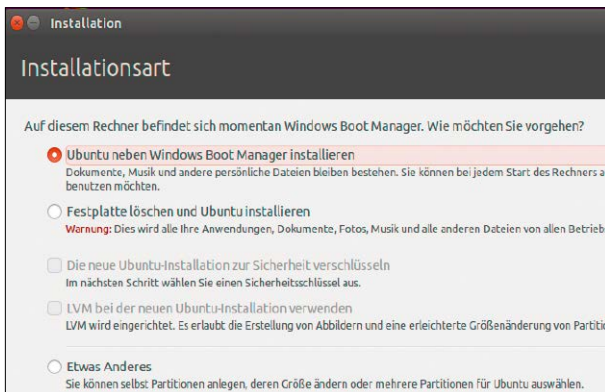 Installation
Installationsart
Auf diesem Rechner befindet sich momentan Windows Boot Manager. Wie möchten Sie vorgehen?
Ubuntu neben Windows Boot Manager installieren
Dokumente, Musik und andere persönliche Dateien bleiben bestehen. Sie können bei jedem Start des Rechners a
benutzen möchten.
Festplatte löschen und Ubuntu installieren
Warnung: Dies wird alle Ihre Anwendungen, Dokumente, Fotos, Musik und alle anderen Dateien von allen Betrieb
Die neue Ubuntu-Installation zur Sicherheit verschlüsseln
Im nächsten Schritt wählen Sie einen Sicherheitsschlüssel aus.
LVM bei der neuen Ubuntu-Installation verwenden
LVM wird eingerichtet. Es erlaubt die Erstellung von Abbildern und eine erleichterte Größenänderung von Partiti
Etwas Anderes
Sie können selbst Partitionen anlegen, deren Größe ändern oder mehrere Partitionen für Ubuntu auswählen.